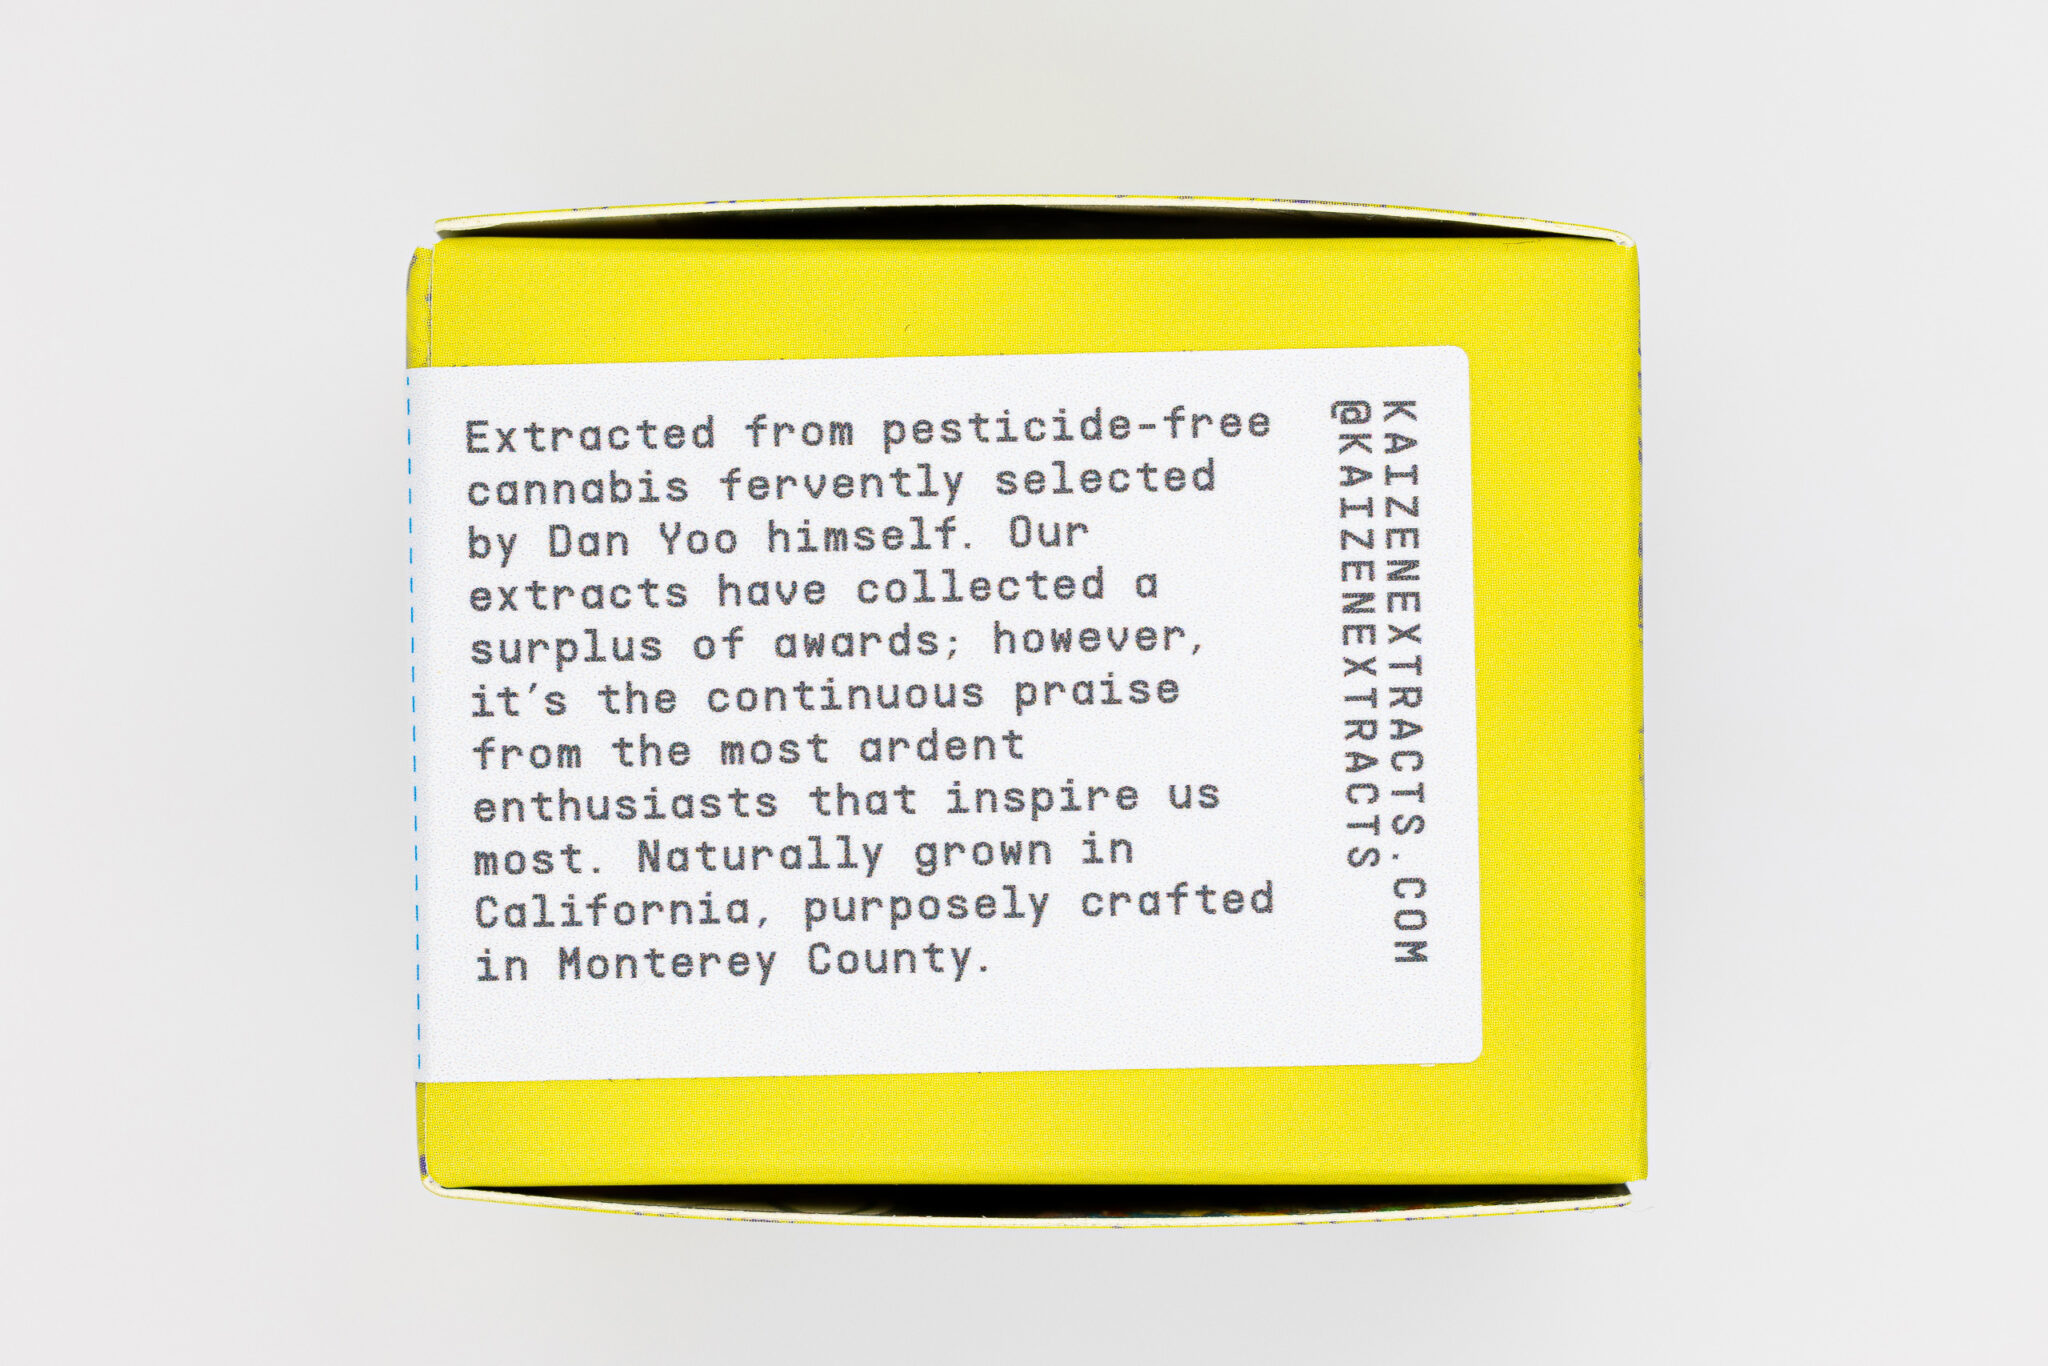 Extracted from pesticide-free
cannabis fervently selected
by Dan Yoo himself. Our
extracts have collected a
surplus of awards; however,
it's the continuous praise
from the most ardent
enthusiasts that inspire us
most. Naturally grown in
California, purposely crafted
in Monterey County.
KAIZENEXTRACTS.COM
@KAIZENEXTRACTS